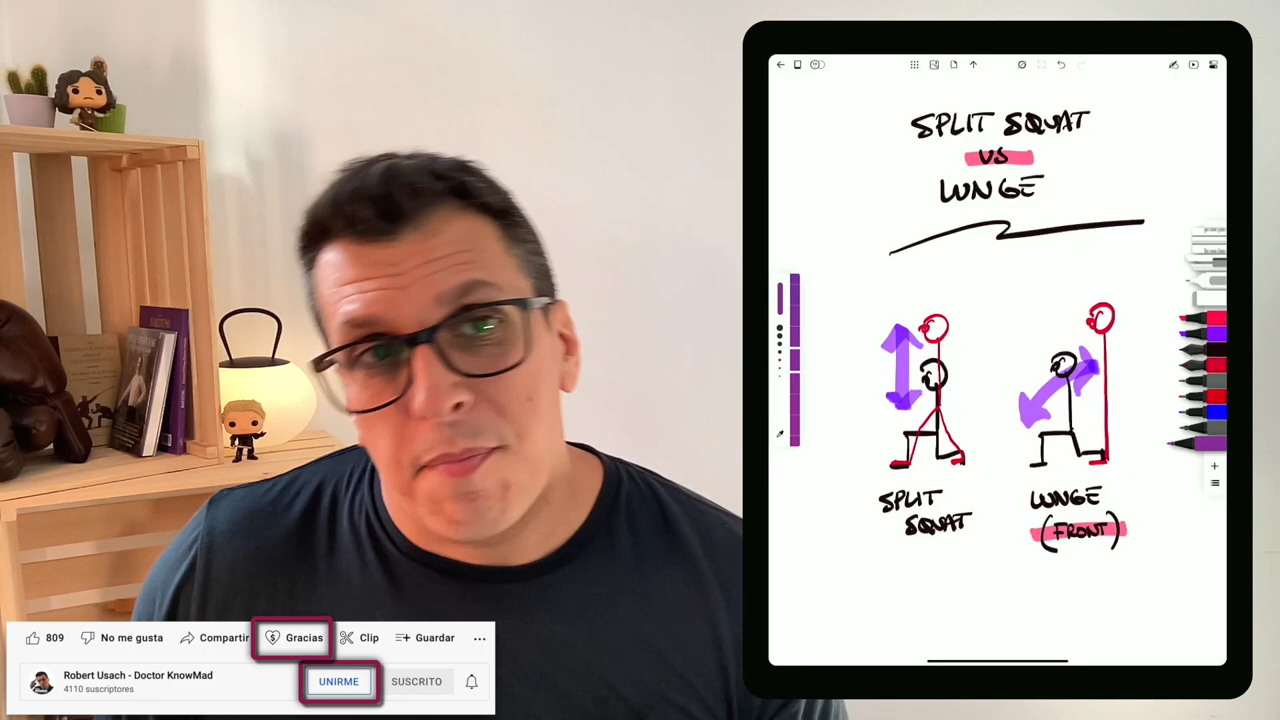 SPLIT SQUAT
VS
LUNGE
SPLIT
SQUAT
LUNGE
(FRONT)
809
No me gusta
Compartir
Gracias
Clip
Guardar
Robert Usach - Doctor KnowMad
4110 suscriptores
UNIRME
SUSCRITO